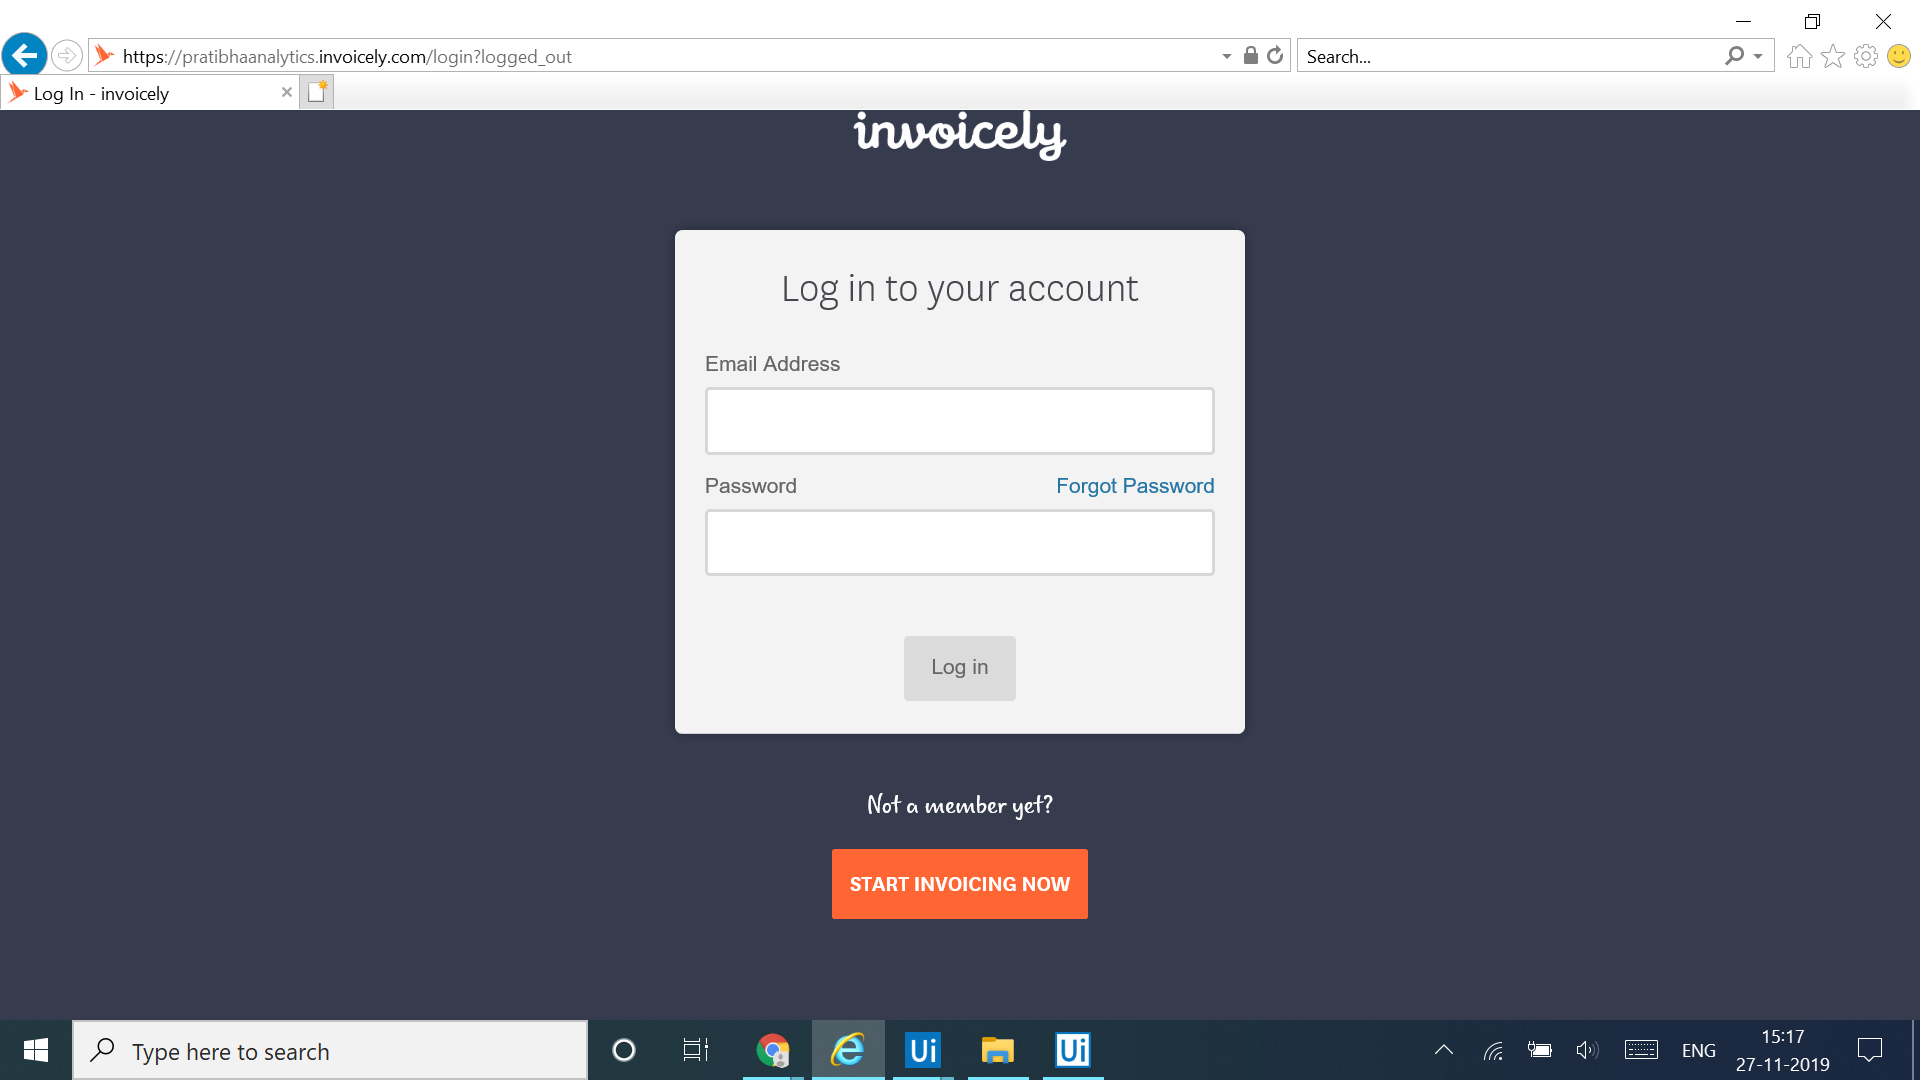 https://pratibhaanalytics.invoicely.com/login?logged_out
Search...
Log In - invoicely
invoicely
Log in to your account
Email Address
Password
Forgot Password
Log in
Not a member yet?
START INVOICING NOW
Type here to search
Ui
Ui
ENG
15:17
27-11-2019